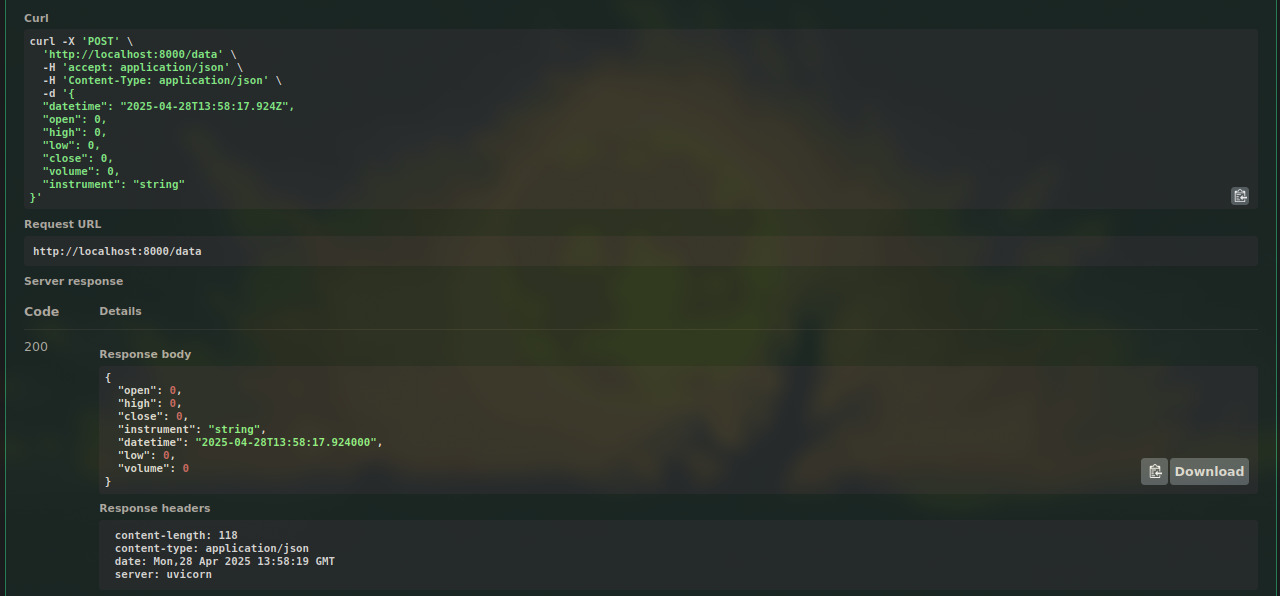 Curl
curl -X 'POST' \
  'http://localhost:8000/data' \
  -H 'accept: application/json' \
  -H 'Content-Type: application/json' \
  -d '{
  "datetime": "2025-04-28T13:58:17.924Z",
  "open": 0,
  "high": 0,
  "low": 0,
  "close": 0,
  "volume": 0,
  "instrument": "string"
}'
Request URL
http://localhost:8000/data
Server response
Code Details
200
Response body
{
  "open": 0,
  "high": 0,
  "close": 0,
  "instrument": "string",
  "datetime": "2025-04-28T13:58:17.924000",
  "low": 0,
  "volume": 0
}
Download
Response headers
content-length: 118
content-type: application/json
date: Mon,28 Apr 2025 13:58:19 GMT
server: uvicorn